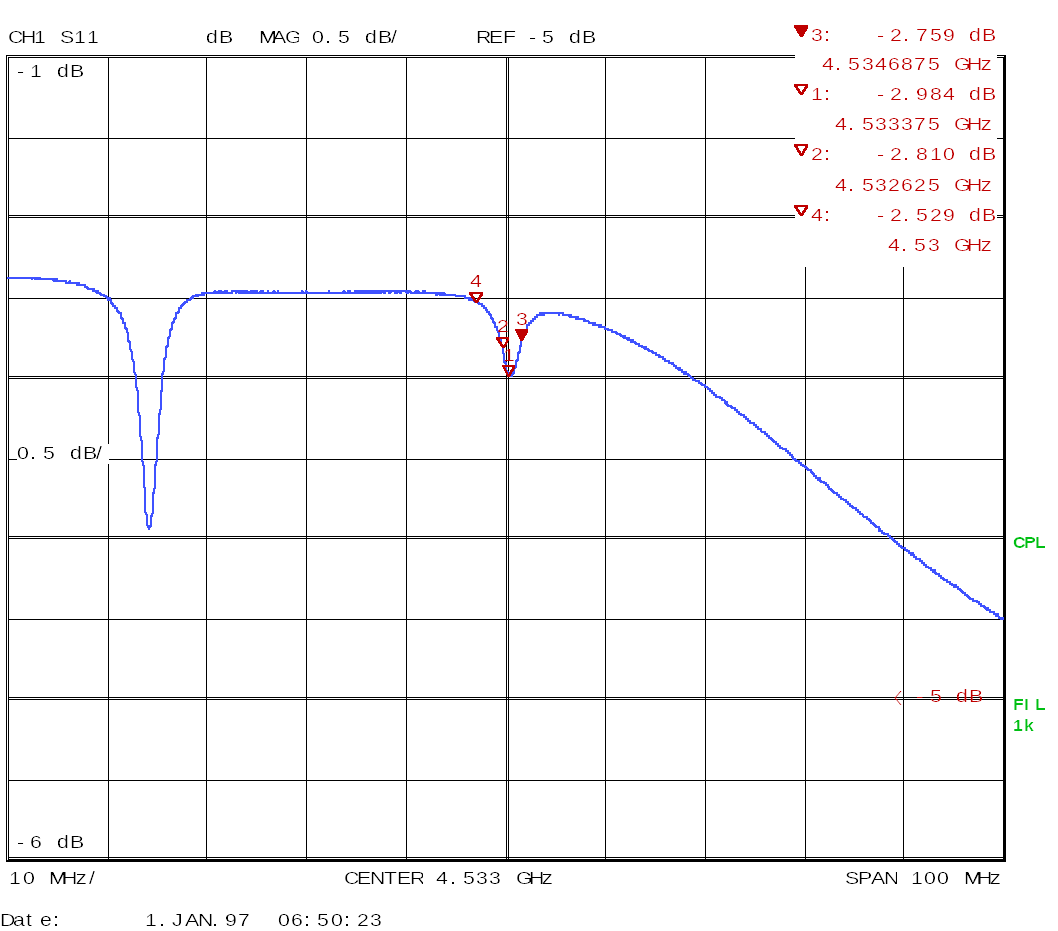 CH1 S11 dB MAG 0.5 dB/ REF -5 dB
3: -2.759 dB
4.5346875 GHz
1: -2.984 dB
4.533375 GHz
2: -2.810 dB
4.532625 GHz
4: -2.529 dB
4.53 GHz
-1 dB
4
3
2
1
0.5 dB/
CPL
-5 dB
FIL
1k
-6 dB
10 MHz/ CENTER 4.533 GHz SPAN 100 MHz
Date: 1.JAN.97 06:50:23